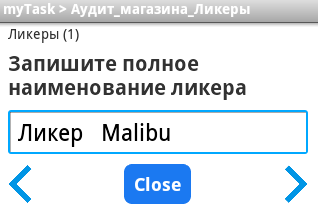 myTask > Аудит_магазина_Ликеры
Ликеры (1)
Запишите полное
наименование ликера
Ликер Malibu
Close